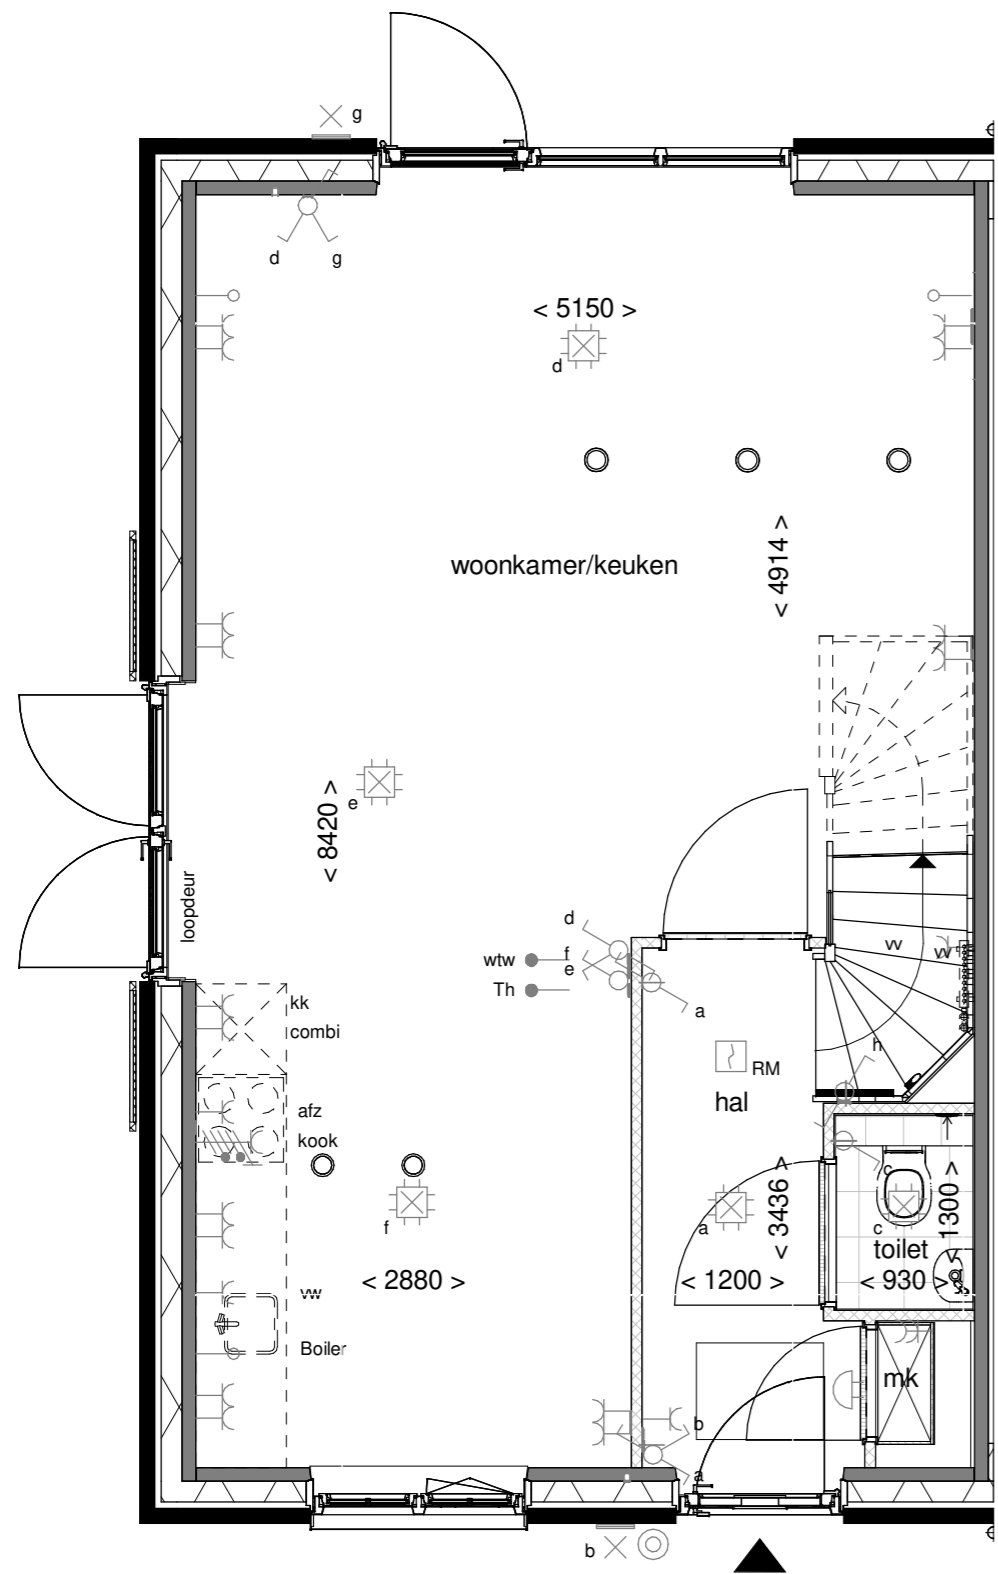 g
d
g
< 5150 >
d
< 4914 >
woonkamer/keuken
e
< 8420 >
loopdeur
d
wtw
f
e
Th
a
vv
vv
kk
combi
RM
h
hal
afz
kook
c
< 3436 >
< 1300 >
f
a
c
toilet
< 2880 >
< 1200 >
< 930 >
vw
Boiler
mk
b
a
b